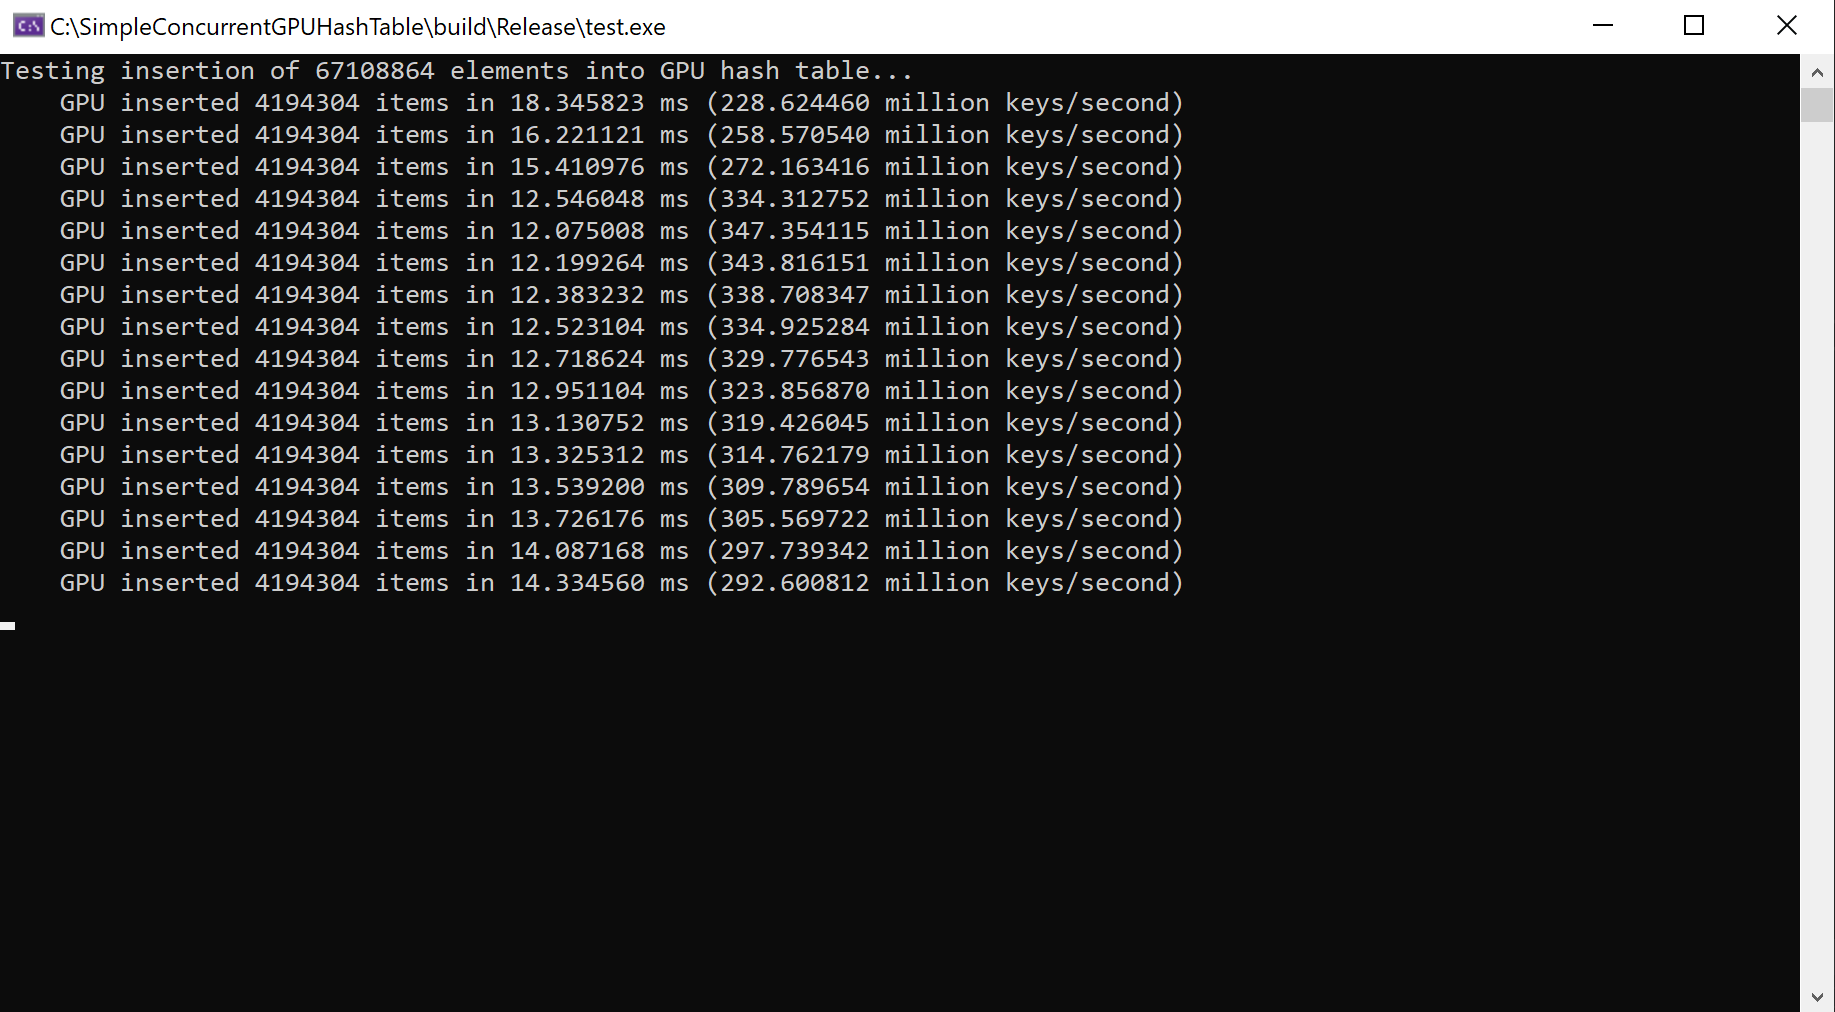 C:\SimpleConcurrentGPUHashTable\build\Release\test.exe
Testing insertion of 67108864 elements into GPU hash table...
GPU inserted 4194304 items in 18.345823 ms (228.624460 million keys/second)
GPU inserted 4194304 items in 16.221121 ms (258.570540 million keys/second)
GPU inserted 4194304 items in 15.410976 ms (272.163416 million keys/second)
GPU inserted 4194304 items in 12.546048 ms (334.312752 million keys/second)
GPU inserted 4194304 items in 12.075008 ms (347.354115 million keys/second)
GPU inserted 4194304 items in 12.199264 ms (343.816151 million keys/second)
GPU inserted 4194304 items in 12.383232 ms (338.708347 million keys/second)
GPU inserted 4194304 items in 12.523104 ms (334.925284 million keys/second)
GPU inserted 4194304 items in 12.718624 ms (329.776543 million keys/second)
GPU inserted 4194304 items in 12.951104 ms (323.856870 million keys/second)
GPU inserted 4194304 items in 13.130752 ms (319.426045 million keys/second)
GPU inserted 4194304 items in 13.325312 ms (314.762179 million keys/second)
GPU inserted 4194304 items in 13.539200 ms (309.789654 million keys/second)
GPU inserted 4194304 items in 13.726176 ms (305.569722 million keys/second)
GPU inserted 4194304 items in 14.087168 ms (297.739342 million keys/second)
GPU inserted 4194304 items in 14.334560 ms (292.600812 million keys/second)